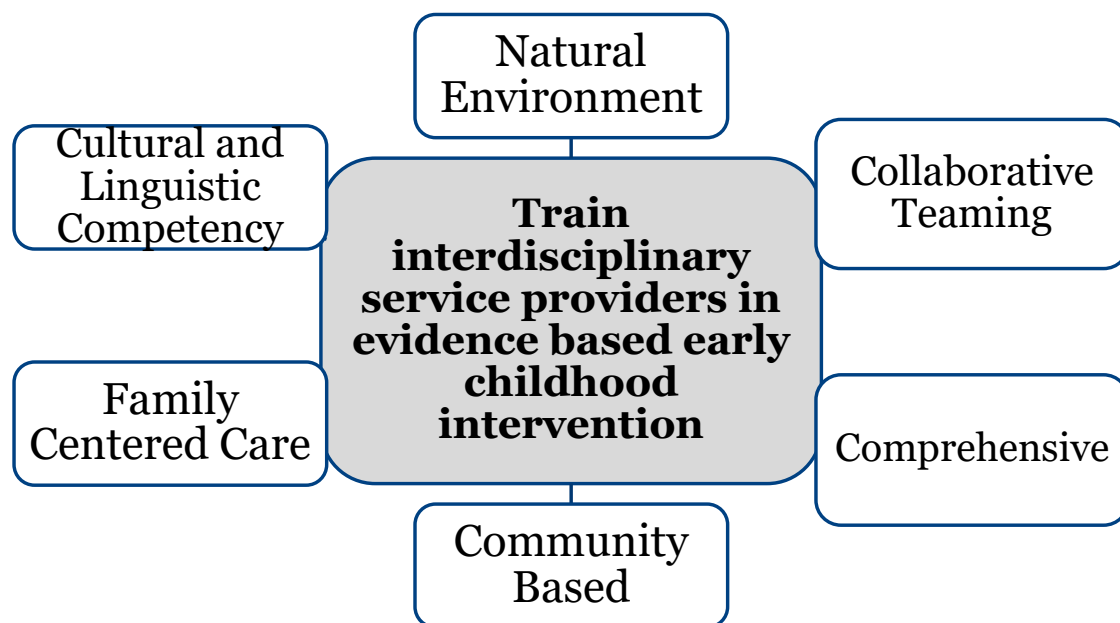 Natural
Environment
Cultural and
Linguistic
Competency
Collaborative
Teaming
Train
interdisciplinary
service providers in
evidence based early
childhood
intervention
Family
Centered Care
Comprehensive
Community
Based